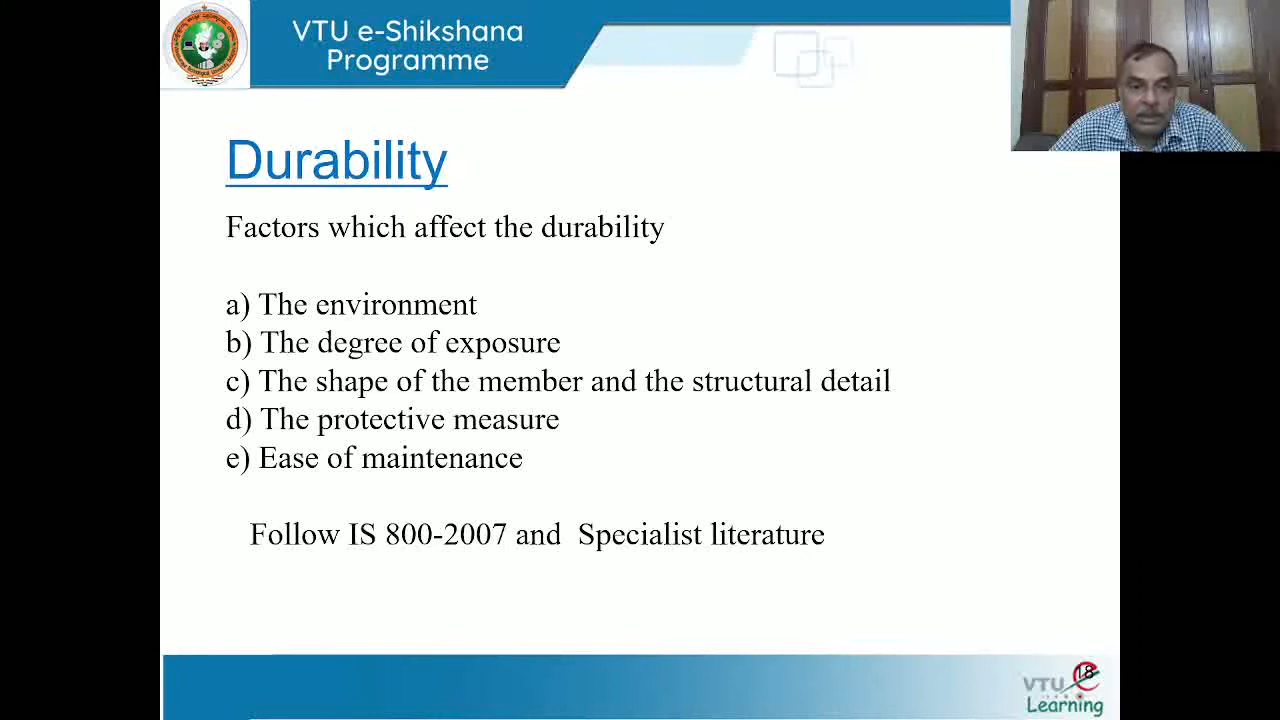 VTU e-Shikshana
Programme
Durability
Factors which affect the durability
a) The environment
b) The degree of exposure
c) The shape of the member and the structural detail
d) The protective measure
e) Ease of maintenance
Follow IS 800-2007 and Specialist literature
18
VTU e
Learning